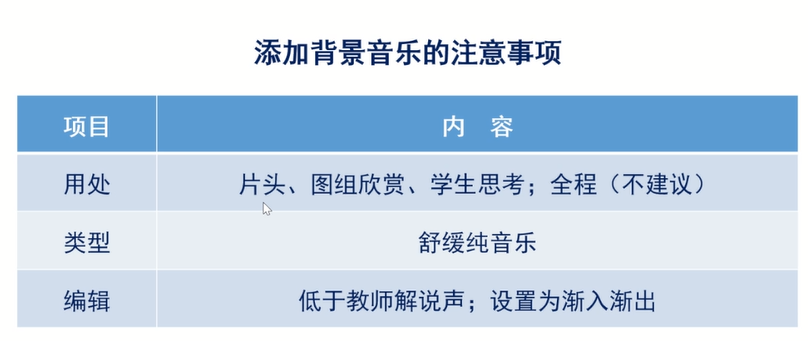 添加背景音乐的注意事项
项目 内 容
用处 片头、图组欣赏、学生思考；全程（不建议）
类型 舒缓纯音乐
编辑 低于教师解说声；设置为渐入渐出